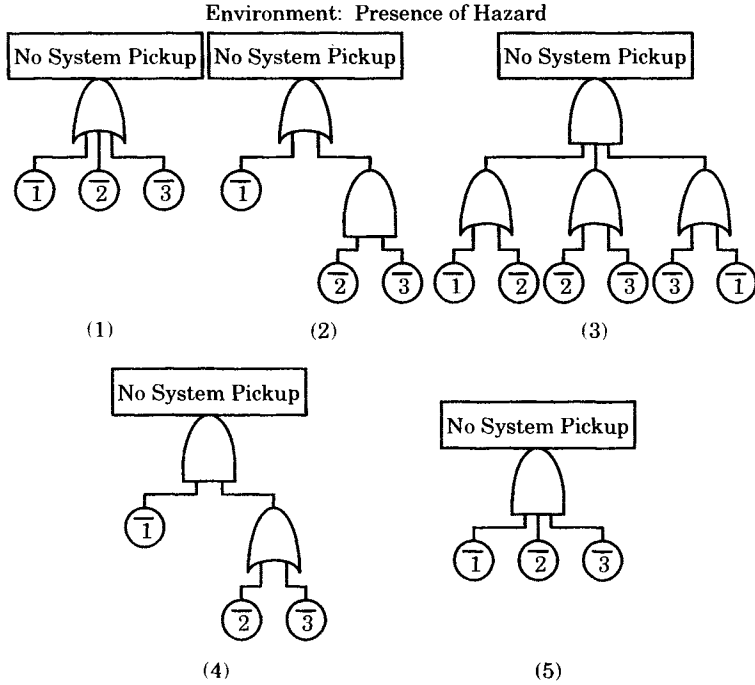 Environment: Presence of Hazard
No System Pickup No System Pickup No System Pickup
1̅ 2̅ 3̅ 1̅
2̅ 3̅ 1̅ 2̅ 2̅ 3̅ 3̅ 1̅
(1) (2) (3)
No System Pickup
No System Pickup
1̅
1̅ 2̅ 3̅
2̅ 3̅
(4) (5)